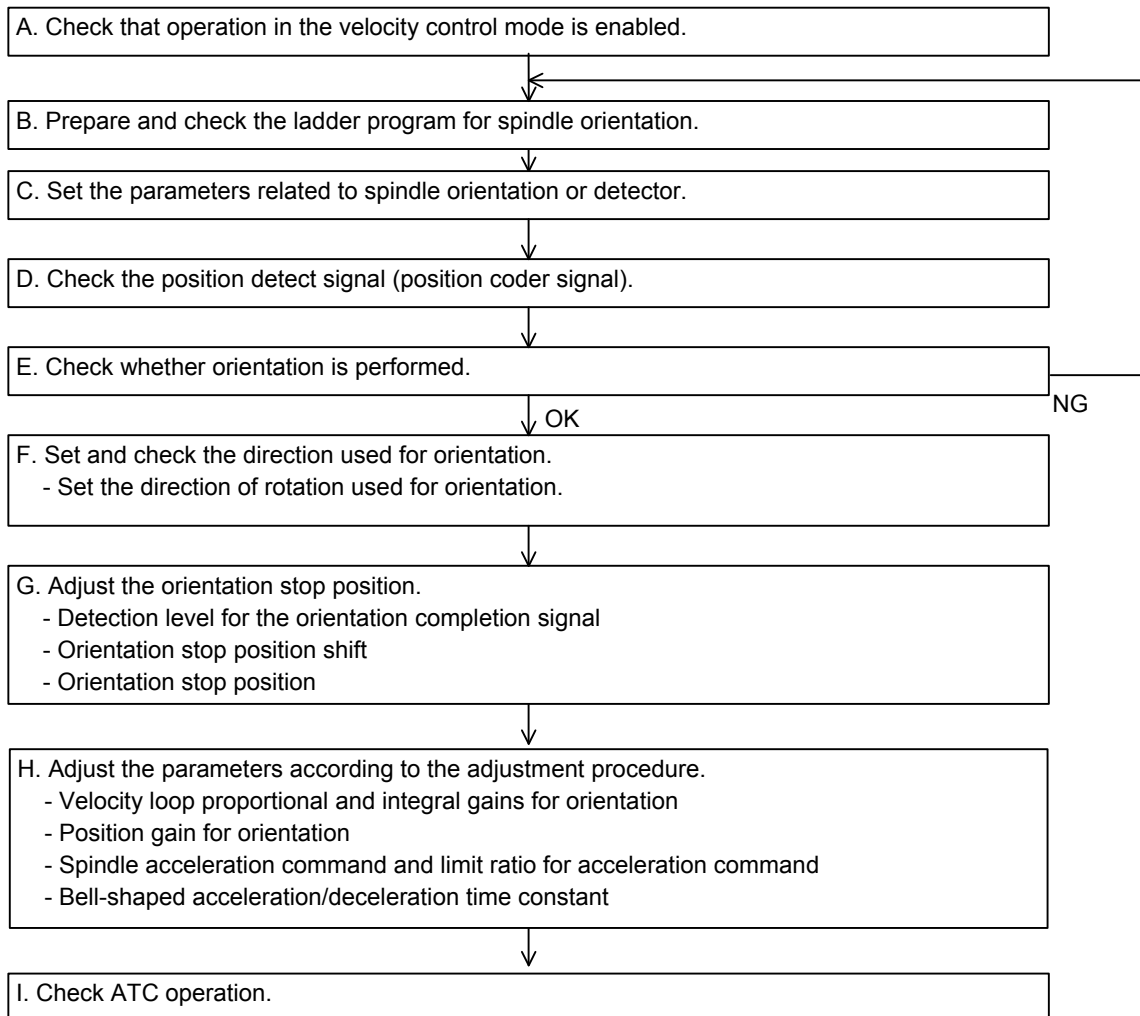 A. Check that operation in the velocity control mode is enabled.
B. Prepare and check the ladder program for spindle orientation.
C. Set the parameters related to spindle orientation or detector.
D. Check the position detect signal (position coder signal).
E. Check whether orientation is performed.
NG
OK
F. Set and check the direction used for orientation.
- Set the direction of rotation used for orientation.
G. Adjust the orientation stop position.
- Detection level for the orientation completion signal
- Orientation stop position shift
- Orientation stop position
H. Adjust the parameters according to the adjustment procedure.
- Velocity loop proportional and integral gains for orientation
- Position gain for orientation
- Spindle acceleration command and limit ratio for acceleration command
- Bell-shaped acceleration/deceleration time constant
I. Check ATC operation.